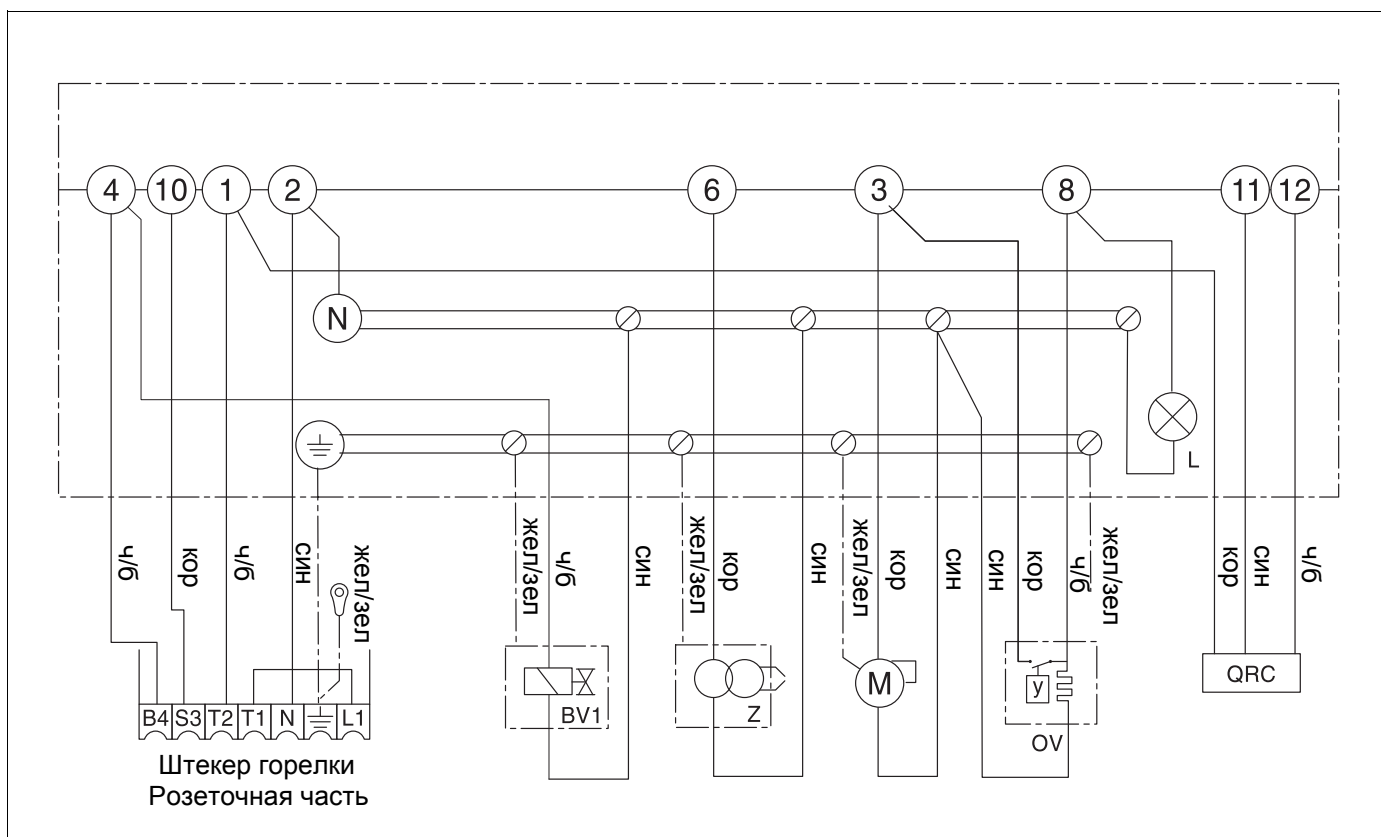 4 10 1 2 6 3 8 11 12
N
L
ч/б
кор
ч/б
син
жел/зел
жел/зел
ч/б
син
жел/зел
кор
син
жел/зел
кор
син
син
кор
ч/б
жел/зел
кор
син
ч/б
QRC
M
y
BV1
Z
OV
B4 S3 T2 T1 N L1
Штекер горелки
Розеточная часть